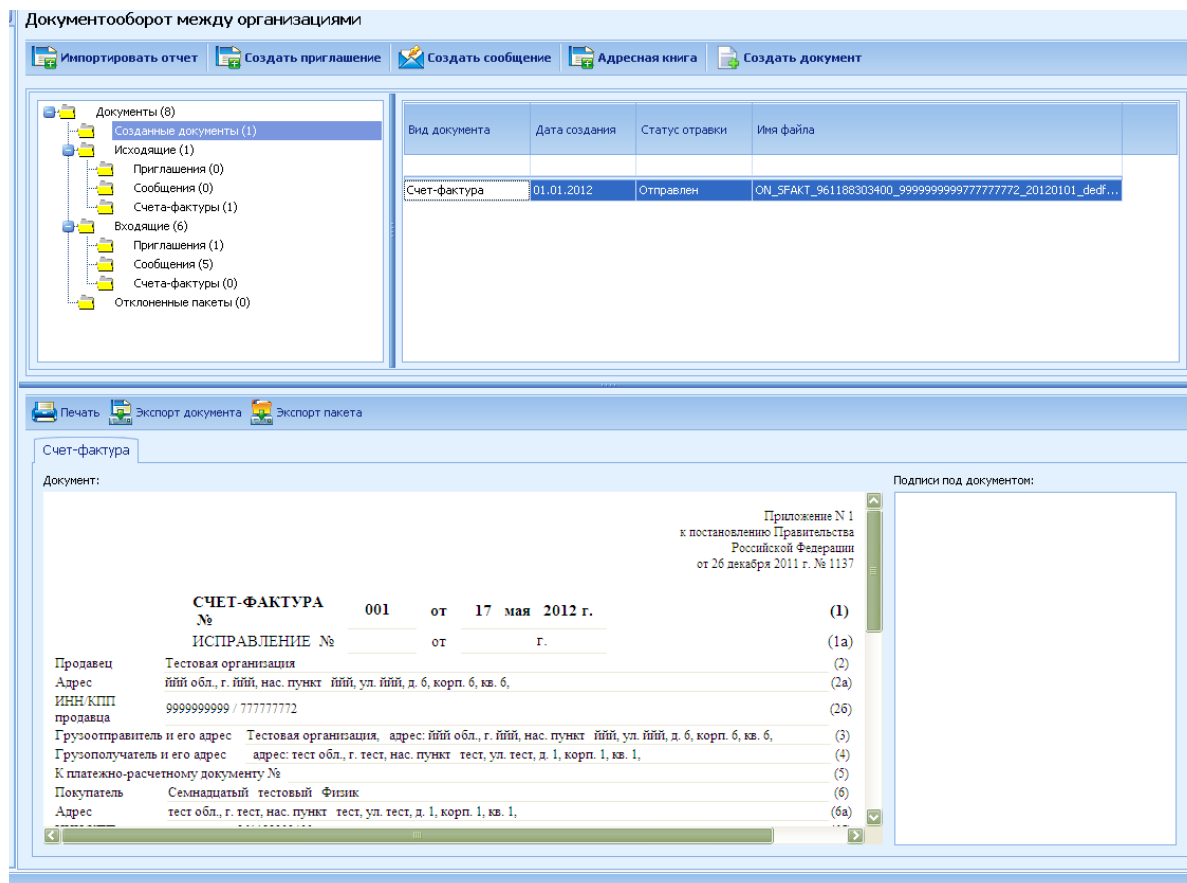 Документооборот между организациями
Импортировать отчет Создать приглашение Создать сообщение Адресная книга Создать документ
Документы (8)
Созданные документы (1)
Исходящие (1)
Приглашения (0)
Сообщения (0)
Счета-фактуры (1)
Входящие (6)
Приглашения (1)
Сообщения (5)
Счета-фактуры (0)
Отклоненные пакеты (0)
Вид документа Дата создания Статус отравки Имя файла
Счет-фактура 01.01.2012 Отправлен ON_SFAKT_961188303400_9999999999777777772_20120101_dedf...
Печать Экспорт документа Экспорт пакета
Счет-фактура
Документ:
Подписи под документом:
Приложение N 1
к постановлению Правительства
Российской Федерации
от 26 декабря 2011 г. № 1137
СЧЕТ-ФАКТУРА
№ 001 от 17 мая 2012 г. (1)
ИСПРАВЛЕНИЕ № от г. (1а)
Продавец Тестовая организация (2)
Адрес ййй обл., г. ййй, нас. пункт ййй, ул. ййй, д. 6, корп. 6, кв. 6, (2а)
ИНН/КПП
продавца 9999999999 / 777777772 (2б)
Грузоотправитель и его адрес Тестовая организация, адрес: ййй обл., г. ййй, нас. пункт ййй, ул. ййй, д. 6, корп. 6, кв. 6, (3)
Грузополучатель и его адрес адрес: тест обл., г. тест, нас. пункт тест, ул. тест, д. 1, корп. 1, кв. 1, (4)
К платежно-расчетному документу № (5)
Покупатель Семнадцатый тестовый Физик (6)
Адрес тест обл., г. тест, нас. пункт тест, ул. тест, д. 1, корп. 1, кв. 1, (6а)